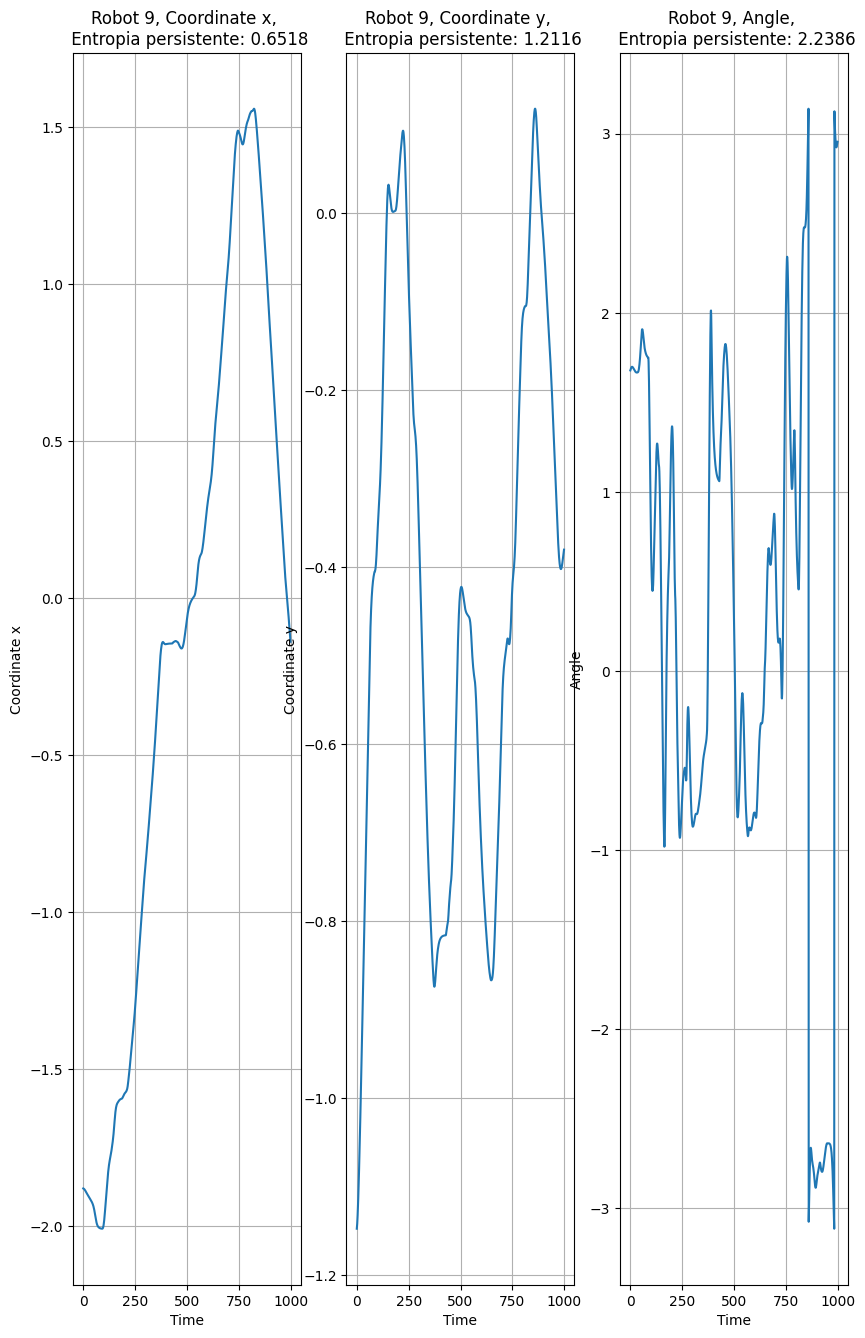 Robot 9, Coordinate x,
Entropia persistente: 0.6518
1.5
1.0
0.5
0.0
−0.5
−1.0
−1.5
−2.0
Coordinate x
0 250 500 750 1000
Time
Robot 9, Coordinate y,
Entropia persistente: 1.2116
0.0
−0.2
−0.4
−0.6
−0.8
−1.0
−1.2
Coordinate y
0 250 500 750 1000
Time
Robot 9, Angle,
Entropia persistente: 2.2386
3
2
1
0
−1
−2
−3
Angle
0 250 500 750 1000
Time